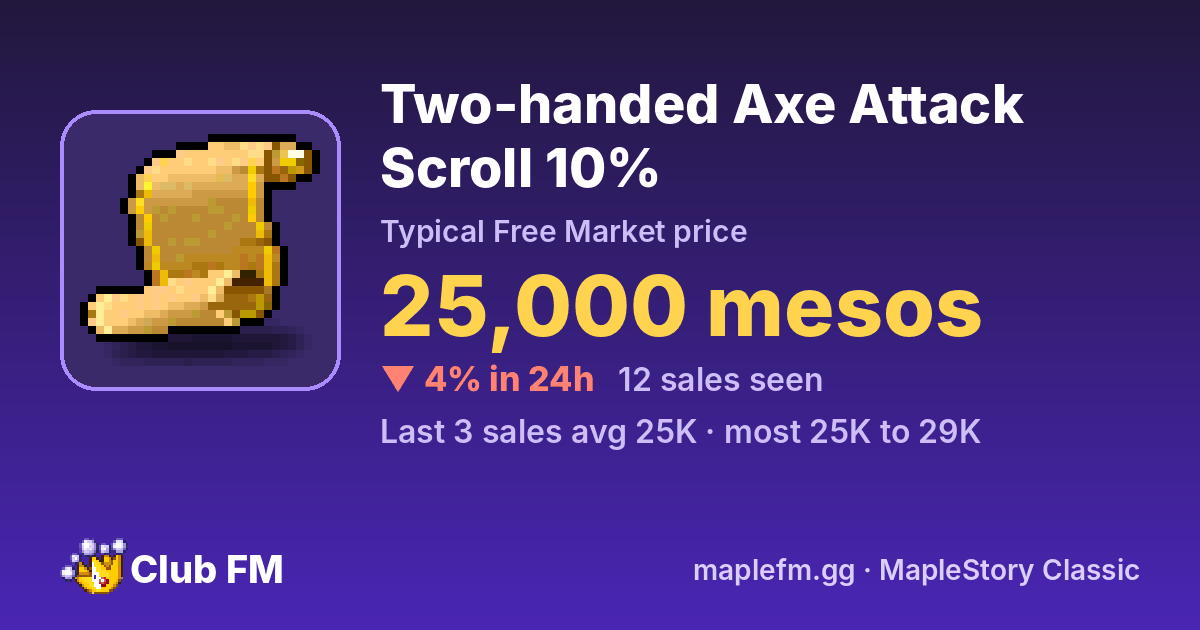 Two-handed Axe Attack
Scroll 10%
Typical Free Market price
25,000 mesos
▼ 4% in 24h 12 sales seen
Last 3 sales avg 25K · most 25K to 29K
Club FM
maplefm.gg · MapleStory Classic